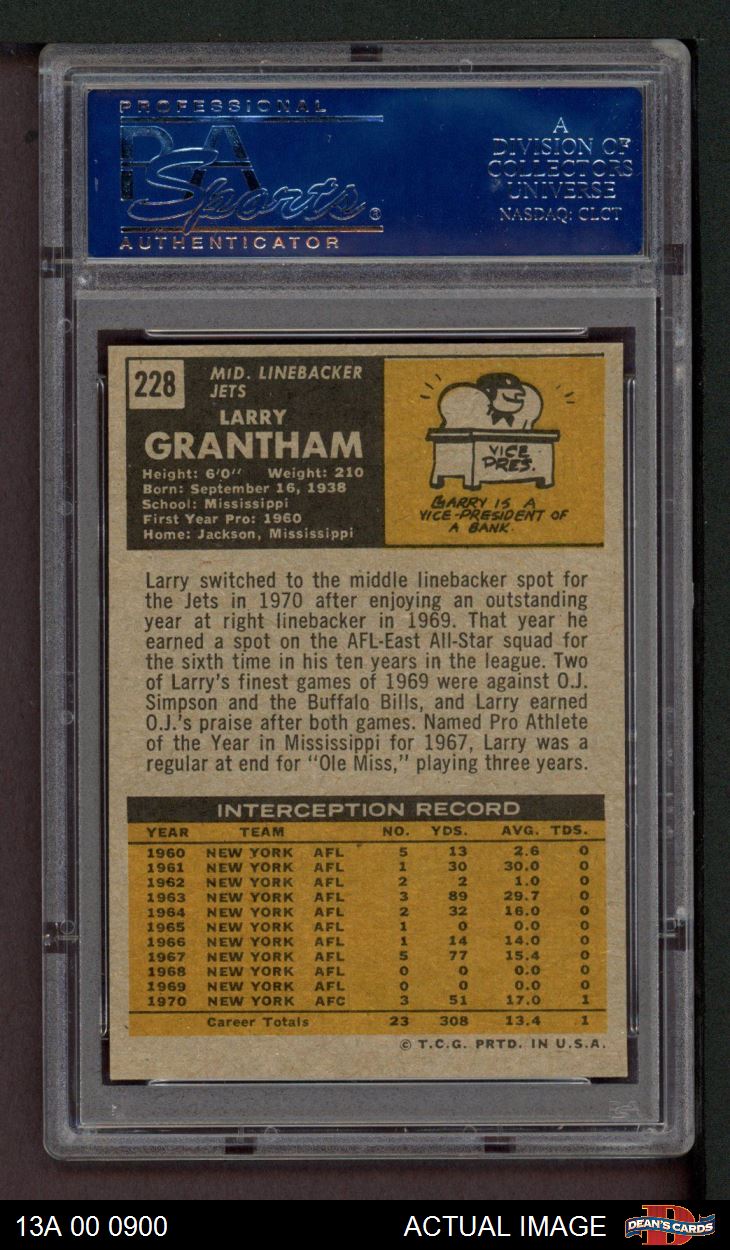 PROFESSIONAL
PSA
Sports®
AUTHENTICATOR
A
DIVISION OF
COLLECTORS
UNIVERSE
NASDAQ: CLCT
228
MID. LINEBACKER
JETS
LARRY
GRANTHAM
Height: 6'0" Weight: 210
Born: September 16, 1938
School: Mississippi
First Year Pro: 1960
Home: Jackson, Mississippi
VICE
PRES.
LARRY IS A
VICE-PRESIDENT OF
A BANK.
Larry switched to the middle linebacker spot for
the Jets in 1970 after enjoying an outstanding
year at right linebacker in 1969. That year he
earned a spot on the AFL-East All-Star squad for
the sixth time in his ten years in the league. Two
of Larry's finest games of 1969 were against O.J.
Simpson and the Buffalo Bills, and Larry earned
O.J.'s praise after both games. Named Pro Athlete
of the Year in Mississippi for 1967, Larry was a
regular at end for "Ole Miss," playing three years.
INTERCEPTION RECORD
YEAR TEAM NO. YDS. AVG. TDS.
1960 NEW YORK AFL 5 13 2.6 0
1961 NEW YORK AFL 1 30 30.0 0
1962 NEW YORK AFL 2 2 1.0 0
1963 NEW YORK AFL 3 89 29.7 0
1964 NEW YORK AFL 2 32 16.0 0
1965 NEW YORK AFL 1 0 0.0 0
1966 NEW YORK AFL 1 14 14.0 0
1967 NEW YORK AFL 5 77 15.4 0
1968 NEW YORK AFL 0 0 0.0 0
1969 NEW YORK AFL 0 0 0.0 0
1970 NEW YORK AFC 3 51 17.0 1
Career Totals 23 308 13.4 1
© T.C.G. PRTD. IN U.S.A.
PSA
13A 00 0900
ACTUAL IMAGE
DEAN'S CARDS